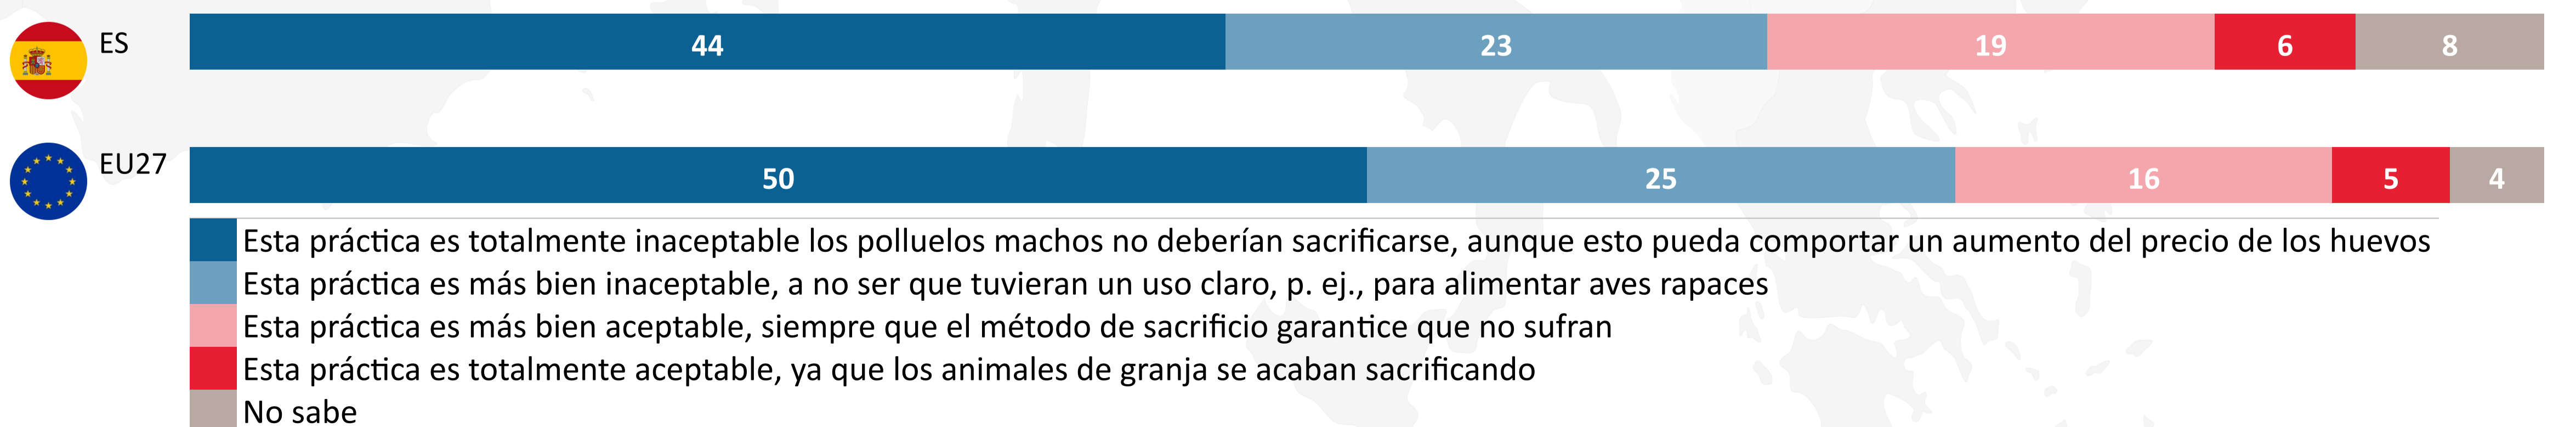 ES
44 23 19 6 8
EU27
50 25 16 5 4
Esta práctica es totalmente inaceptable los polluelos machos no deberían sacrificarse, aunque esto pueda comportar un aumento del precio de los huevos
Esta práctica es más bien inaceptable, a no ser que tuvieran un uso claro, p. ej., para alimentar aves rapaces
Esta práctica es más bien aceptable, siempre que el método de sacrificio garantice que no sufran
Esta práctica es totalmente aceptable, ya que los animales de granja se acaban sacrificando
No sabe